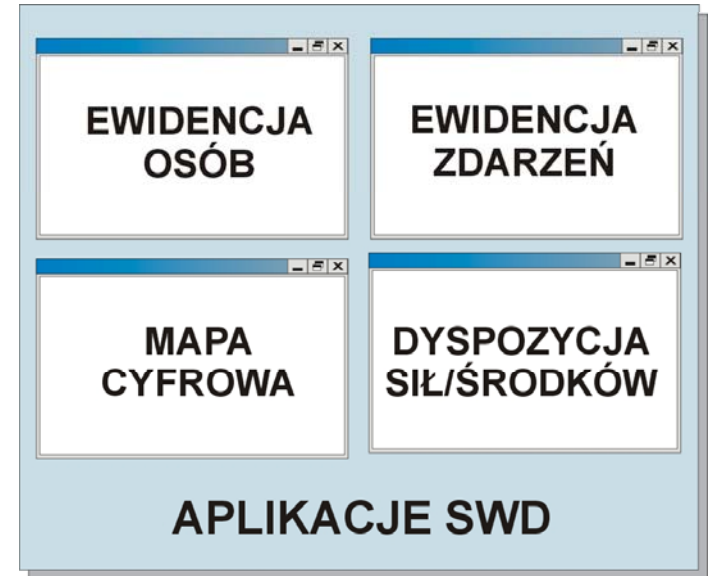 EWIDENCJA
OSÓB
EWIDENCJA
ZDARZEŃ
MAPA
CYFROWA
DYSPOZYCJA
SIŁ/ŚRODKÓW
APLIKACJE SWD